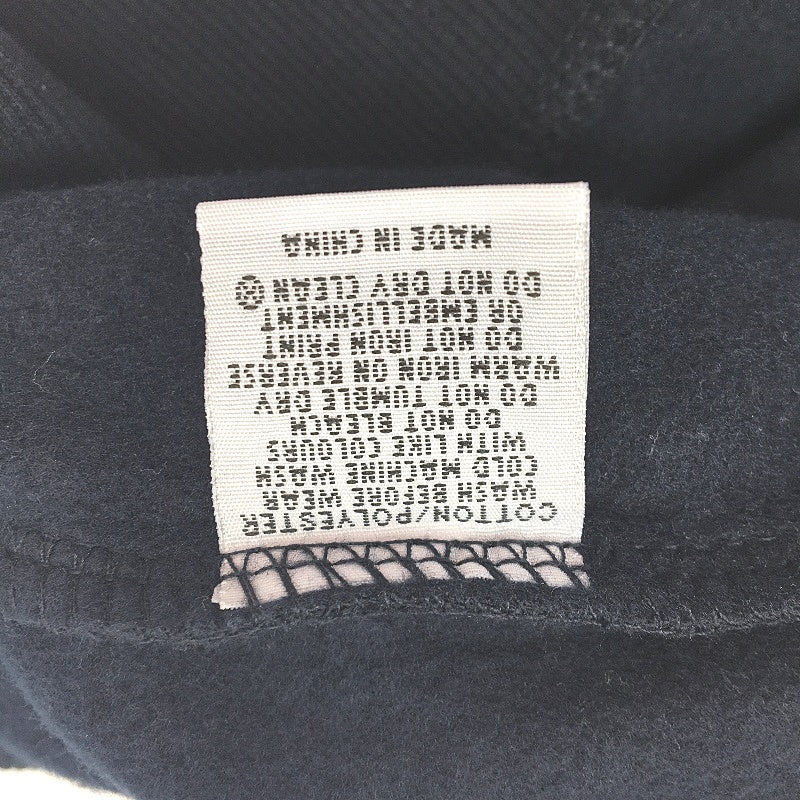 COTTON/POLYESTER
WASH BEFORE WEAR
COLD MACHINE WASH
WITH LIKE COLOURS
DO NOT BLEACH
DO NOT TUMBLE DRY
WARM IRON ON REVERSE
DO NOT IRON PRINT
OR EMBELLISHMENT
DO NOT DRY CLEAN
MADE IN CHINA